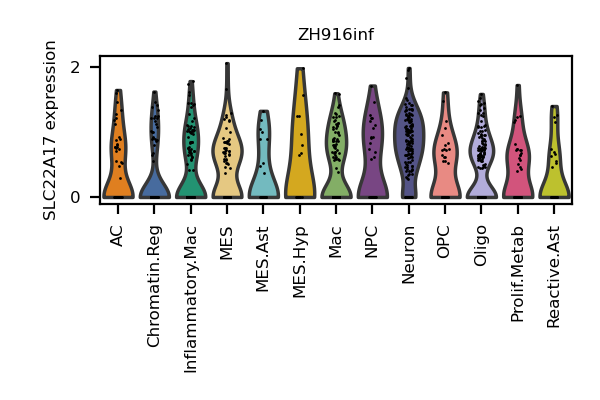 ZH916inf
SLC22A17 expression
2
0
AC
Chromatin.Reg
Inflammatory.Mac
MES
MES.Ast
MES.Hyp
Mac
NPC
Neuron
OPC
Oligo
Prolif.Metab
Reactive.Ast